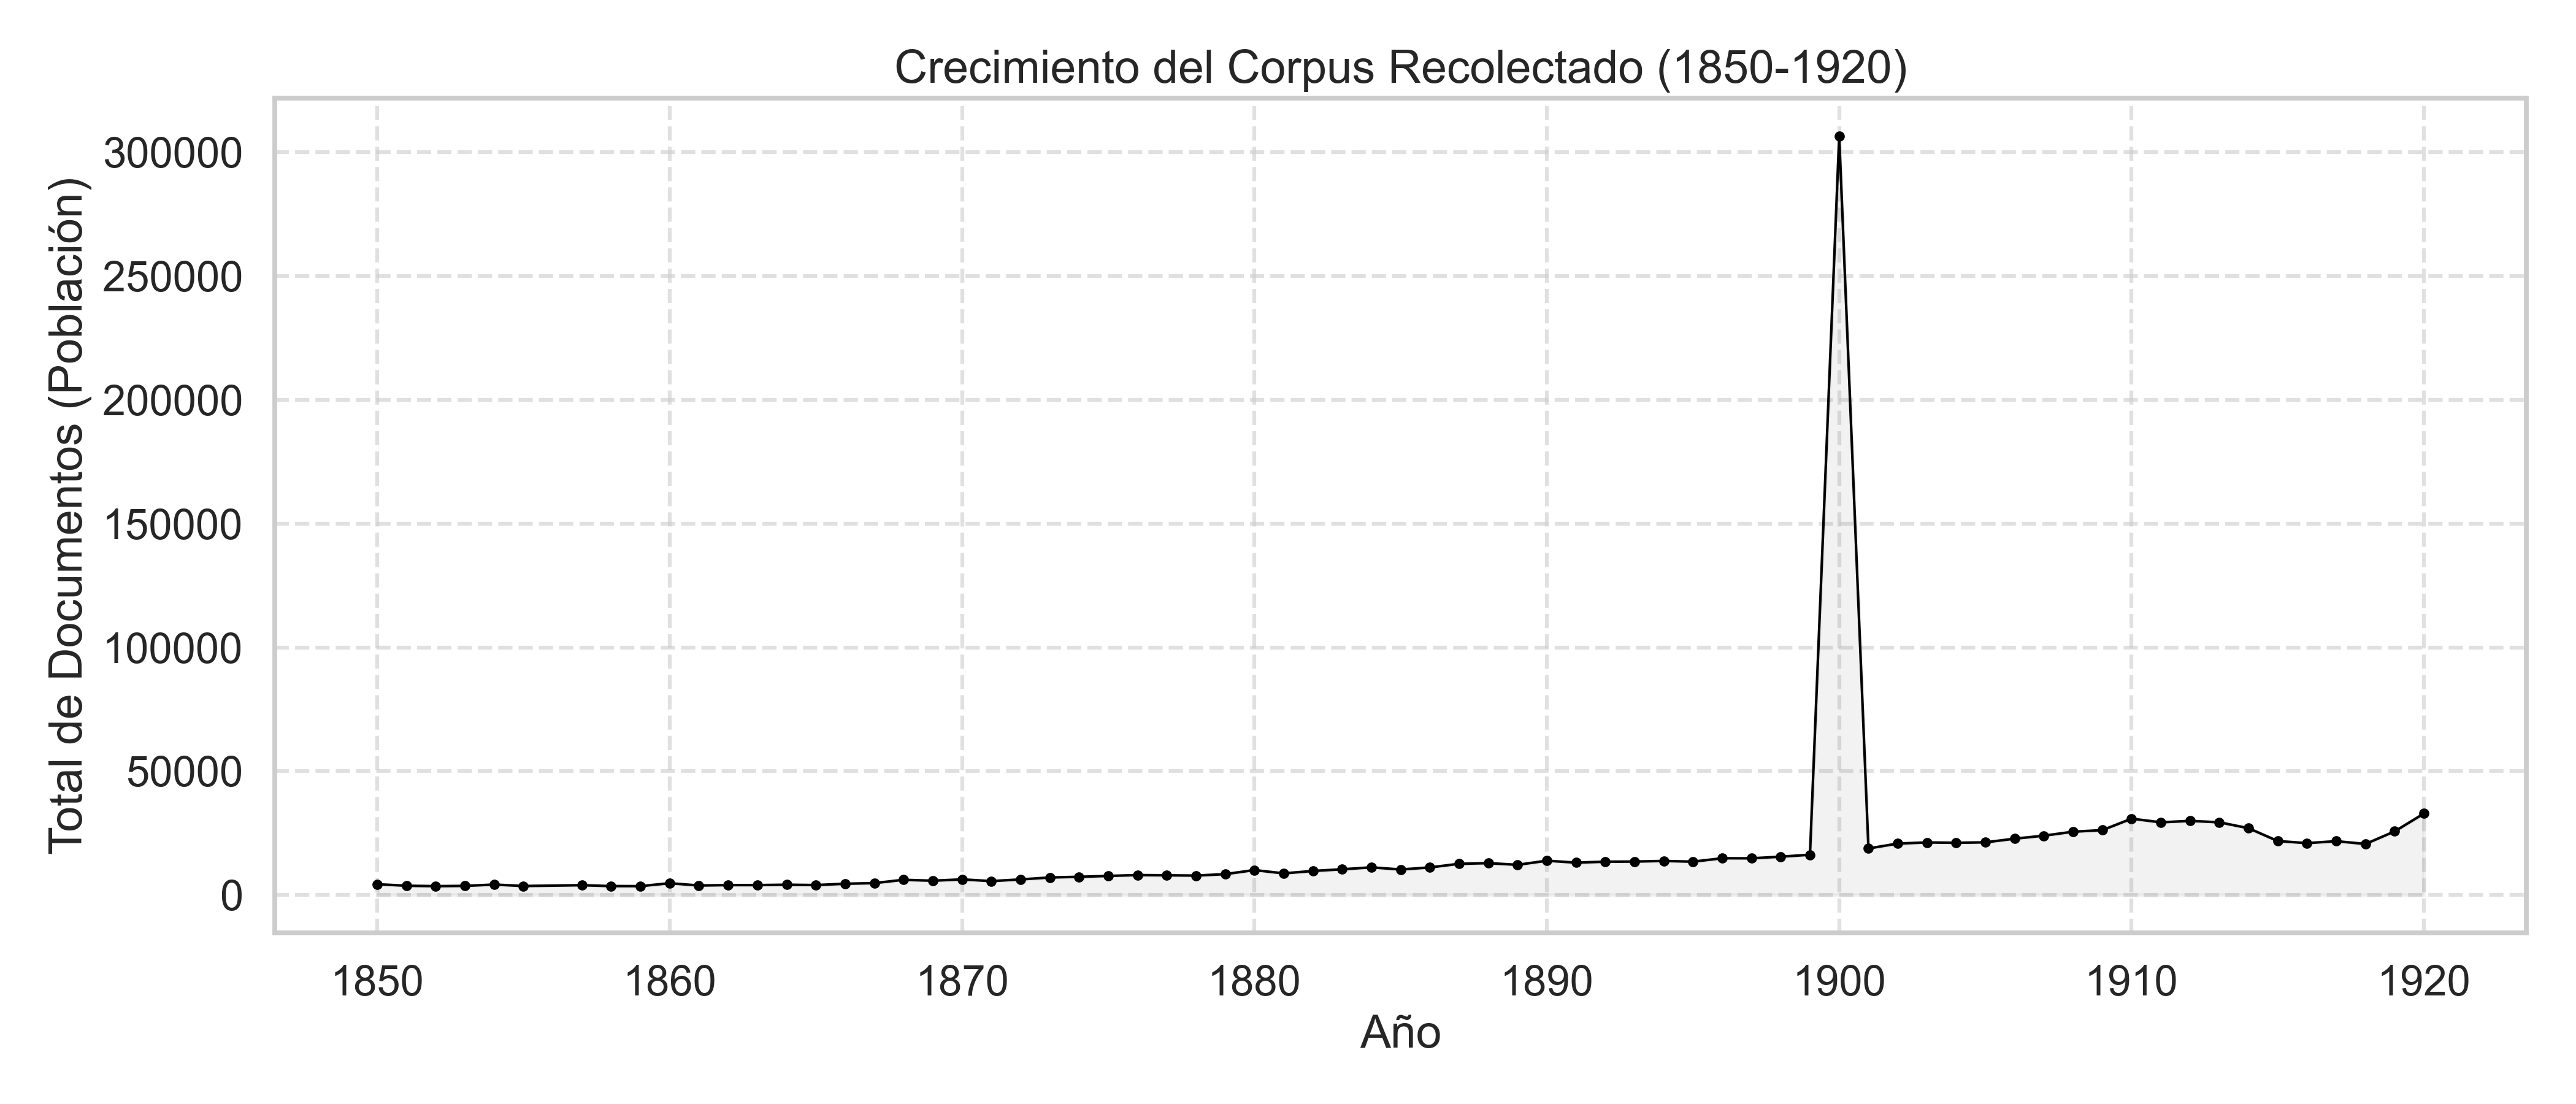 Crecimiento del Corpus Recolectado (1850-1920)
Total de Documentos (Población)
300000
250000
200000
150000
100000
50000
0
1850 1860 1870 1880 1890 1900 1910 1920
Año